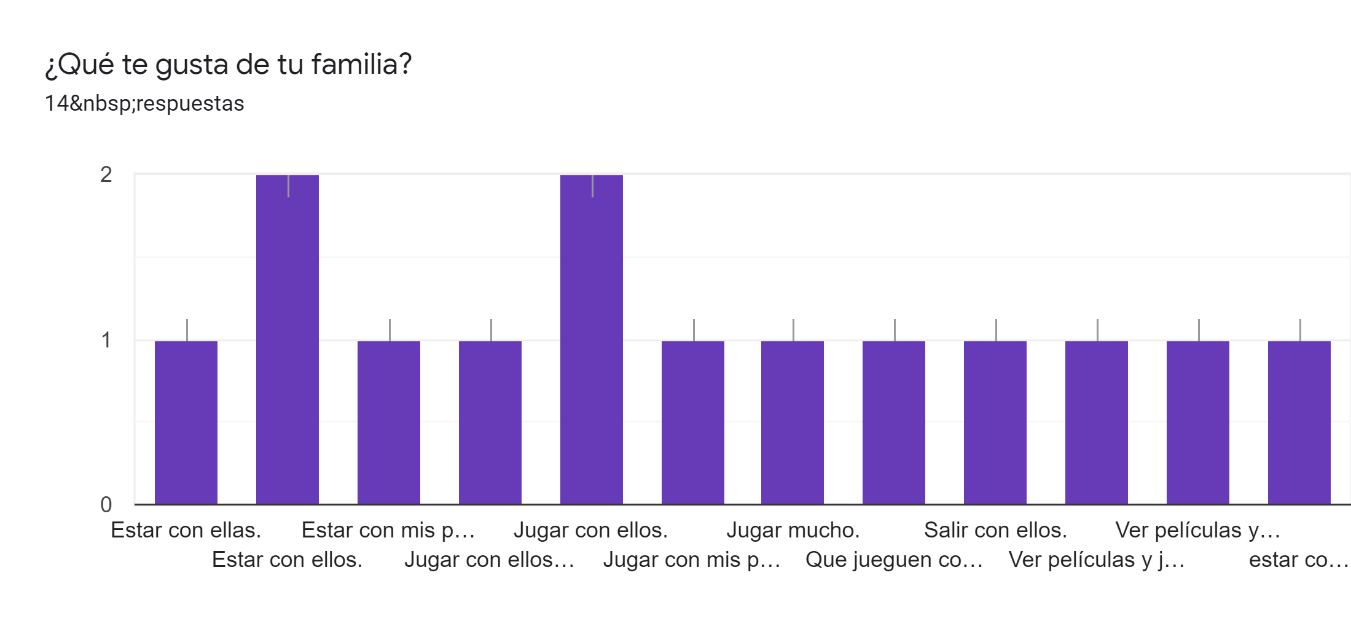 ¿Qué te gusta de tu familia?
14&nbsp;respuestas
2
1
0
Estar con ellas.
Estar con ellos.
Estar con mis p…
Jugar con ellos…
Jugar con ellos.
Jugar con mis p…
Jugar mucho.
Que jueguen co…
Salir con ellos.
Ver películas y j…
Ver películas y…
estar co…